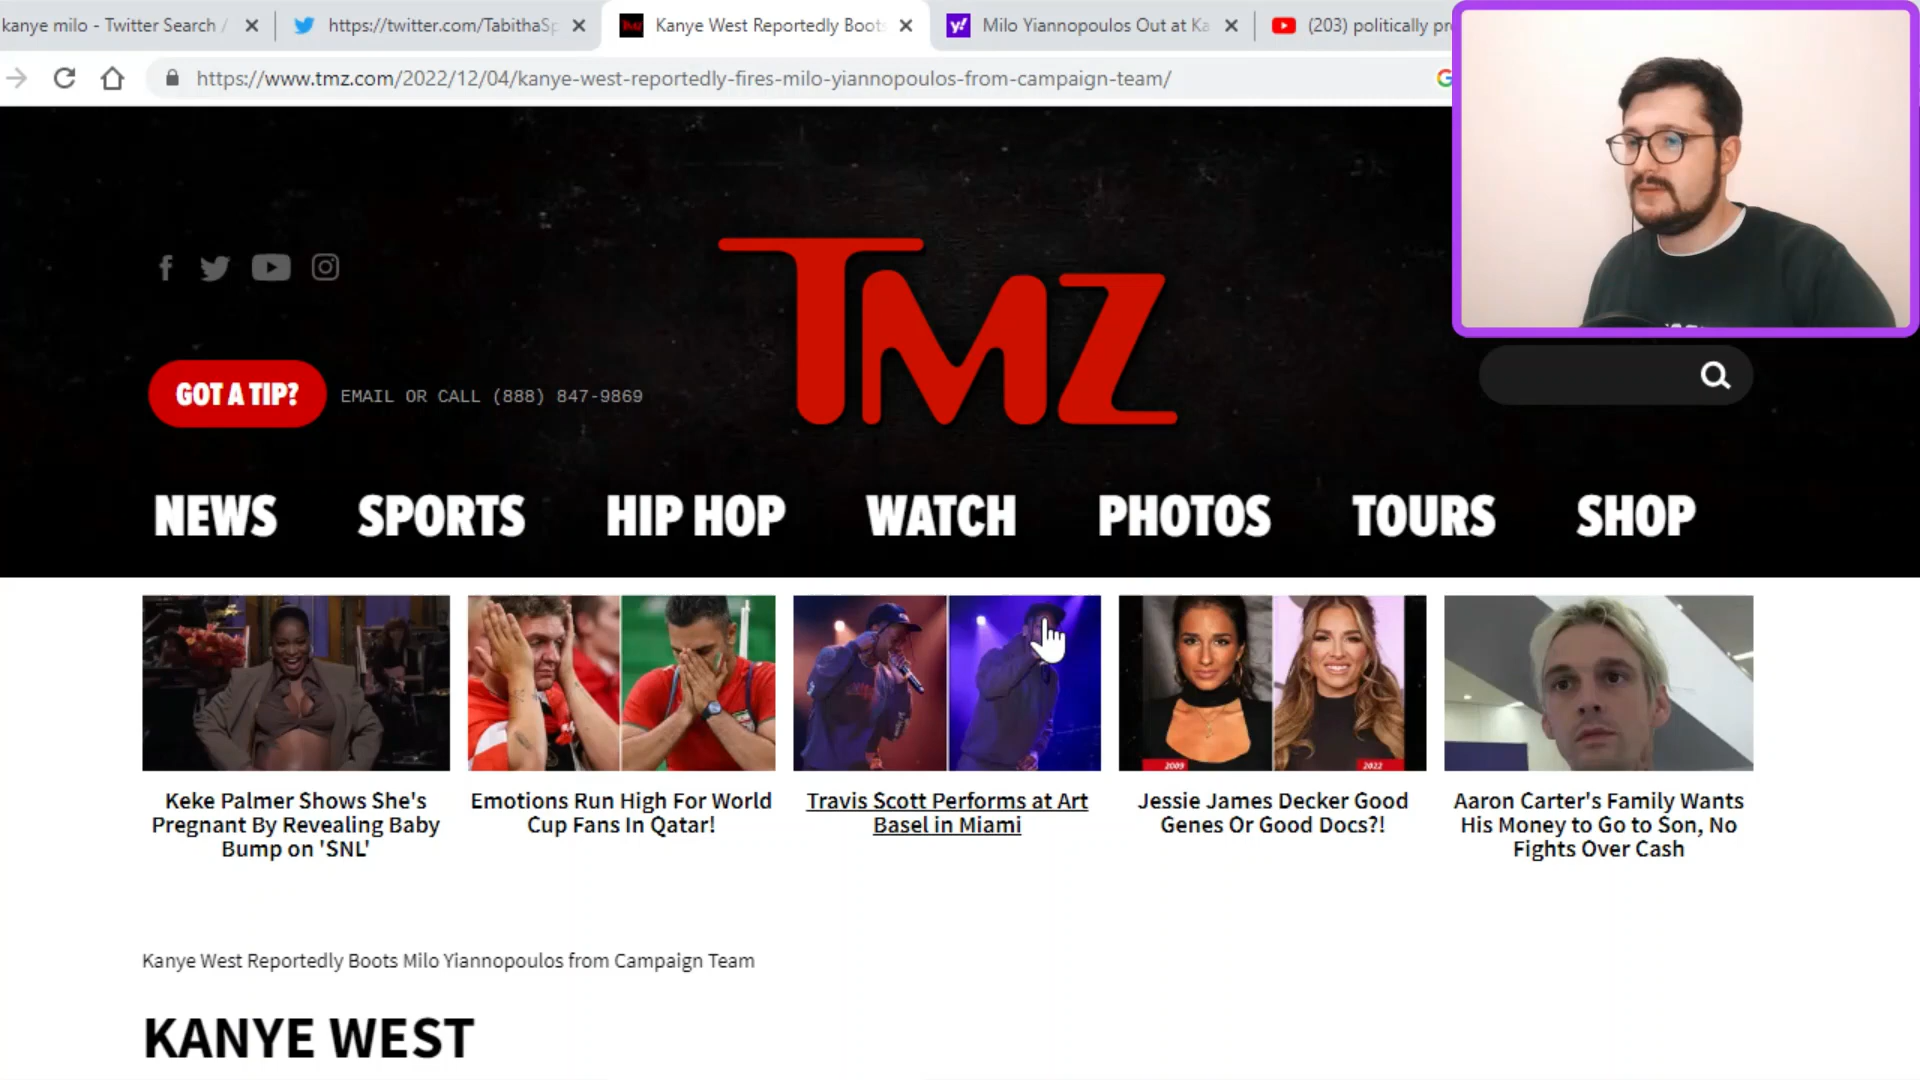 kanye milo - Twitter Search /
https://twitter.com/TabithaSp
Kanye West Reportedly Boots
Milo Yiannopoulos Out at Ka
(203) politically pr
https://www.tmz.com/2022/12/04/kanye-west-reportedly-fires-milo-yiannopoulos-from-campaign-team/
TMZ
GOT A TIP?
EMAIL OR CALL (888) 847-9869
NEWS
SPORTS
HIP HOP
WATCH
PHOTOS
TOURS
SHOP
2009
2022
Keke Palmer Shows She's
Pregnant By Revealing Baby
Bump on 'SNL'
Emotions Run High For World
Cup Fans In Qatar!
Travis Scott Performs at Art
Basel in Miami
Jessie James Decker Good
Genes Or Good Docs?!
Aaron Carter's Family Wants
His Money to Go to Son, No
Fights Over Cash
Kanye West Reportedly Boots Milo Yiannopoulos from Campaign Team
KANYE WEST